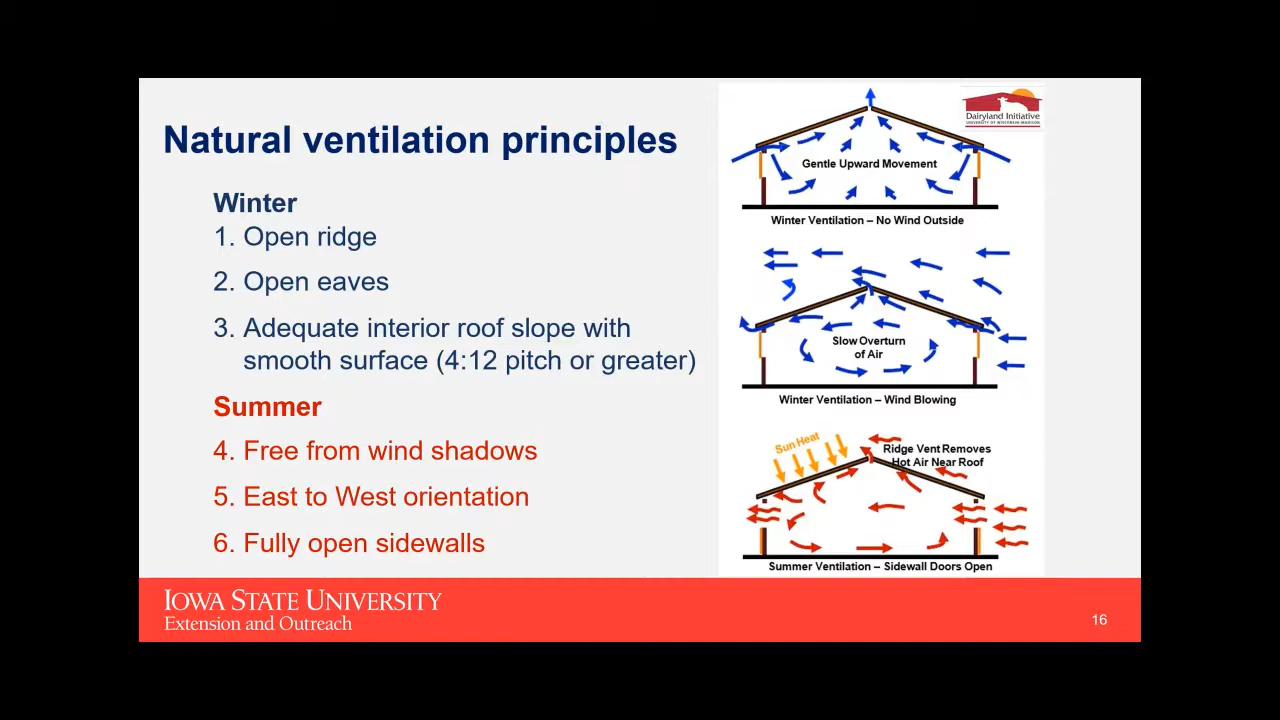 Natural ventilation principles
Winter
1. Open ridge
2. Open eaves
3. Adequate interior roof slope with
smooth surface (4:12 pitch or greater)
Summer
4. Free from wind shadows
5. East to West orientation
6. Fully open sidewalls
Dairyland Initiative
UNIVERSITY OF WISCONSIN-MADISON
Gentle Upward Movement
Winter Ventilation – No Wind Outside
Slow Overturn
of Air
Winter Ventilation – Wind Blowing
Sun Heat
Ridge Vent Removes
Hot Air Near Roof
Summer Ventilation – Sidewall Doors Open
IOWA STATE UNIVERSITY
Extension and Outreach
16